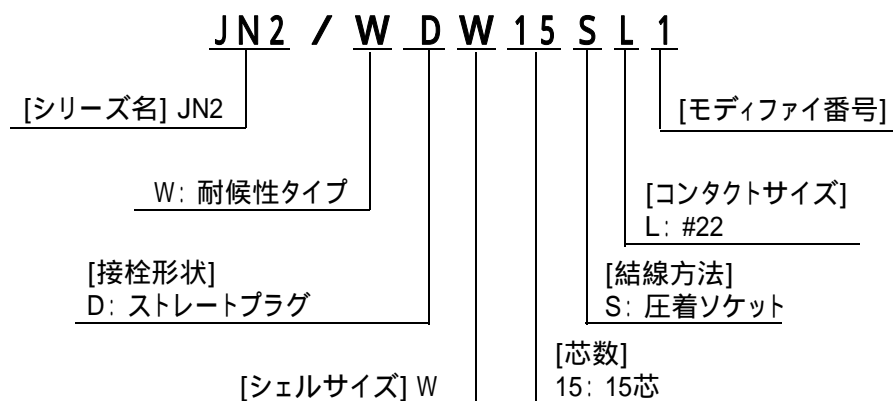 JN2 / W D W 15 S L 1
[シリーズ名] JN2
[モディファイ番号]
W: 耐候性タイプ
[コンタクトサイズ]
L: #22
[接栓形状]
D: ストレートプラグ
[結線方法]
S: 圧着ソケット
[シェルサイズ] W
[芯数]
15: 15芯